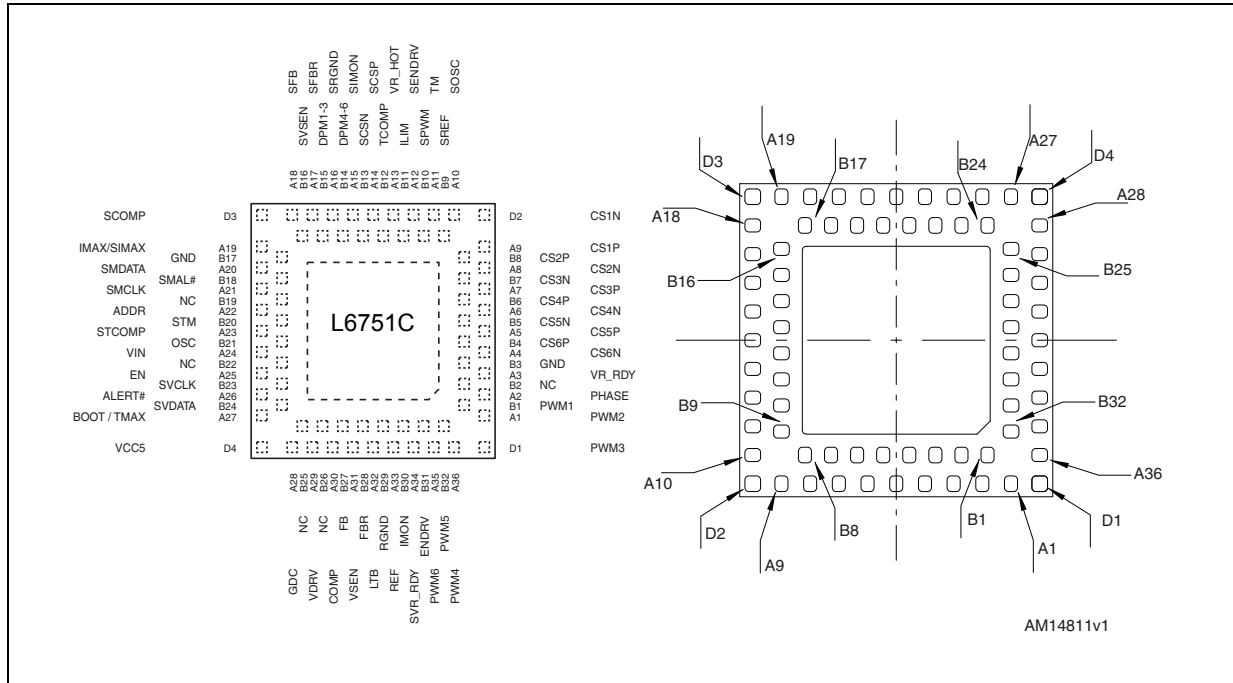 SFB
SFBR
SRGND
SIMON
SCSP
VR_HOT
SENDRV
TM
SOSC
SVSEN
DPM1-3
DPM4-6
SCSN
TCOMP
ILIM
SPWM
SREF
A18
B16
A17
B15
A16
B14
A15
B13
A14
B12
A13
B11
A12
B10
A11
B9
A10
SCOMP D3
IMAX/SIMAX A19
GND B17
SMDATA A20
SMAL# B18
SMCLK A21
NC B19
ADDR A22
STM B20
STCOMP A23
OSC B21
VIN A24
NC B22
EN A25
SVCLK B23
ALERT# A26
SVDATA B24
BOOT / TMAX A27
VCC5 D4
L6751C
D2 CS1N
A9 CS1P
B8 CS2P
A8 CS2N
B7 CS3N
A7 CS3P
B6 CS4P
A6 CS4N
B5 CS5N
A5 CS5P
B4 CS6P
A4 CS6N
B3 GND
A3 VR_RDY
B2 NC
A2 PHASE
B1 PWM1
A1 PWM2
D1 PWM3
A28
B25
A29
B26
A30
B27
A31
B28
A32
B29
A33
B30
A34
B31
A35
B32
A36
NC
NC
FB
FBR
RGND
IMON
ENDRV
PWM5
GDC
VDRV
COMP
VSEN
LTB
REF
SVR_RDY
PWM6
PWM4
D3
A19
B17
B24
A27
D4
A18
A28
B16
B25
B9
B32
A10
A36
D2
A9
B8
B1
A1
D1
AM14811v1